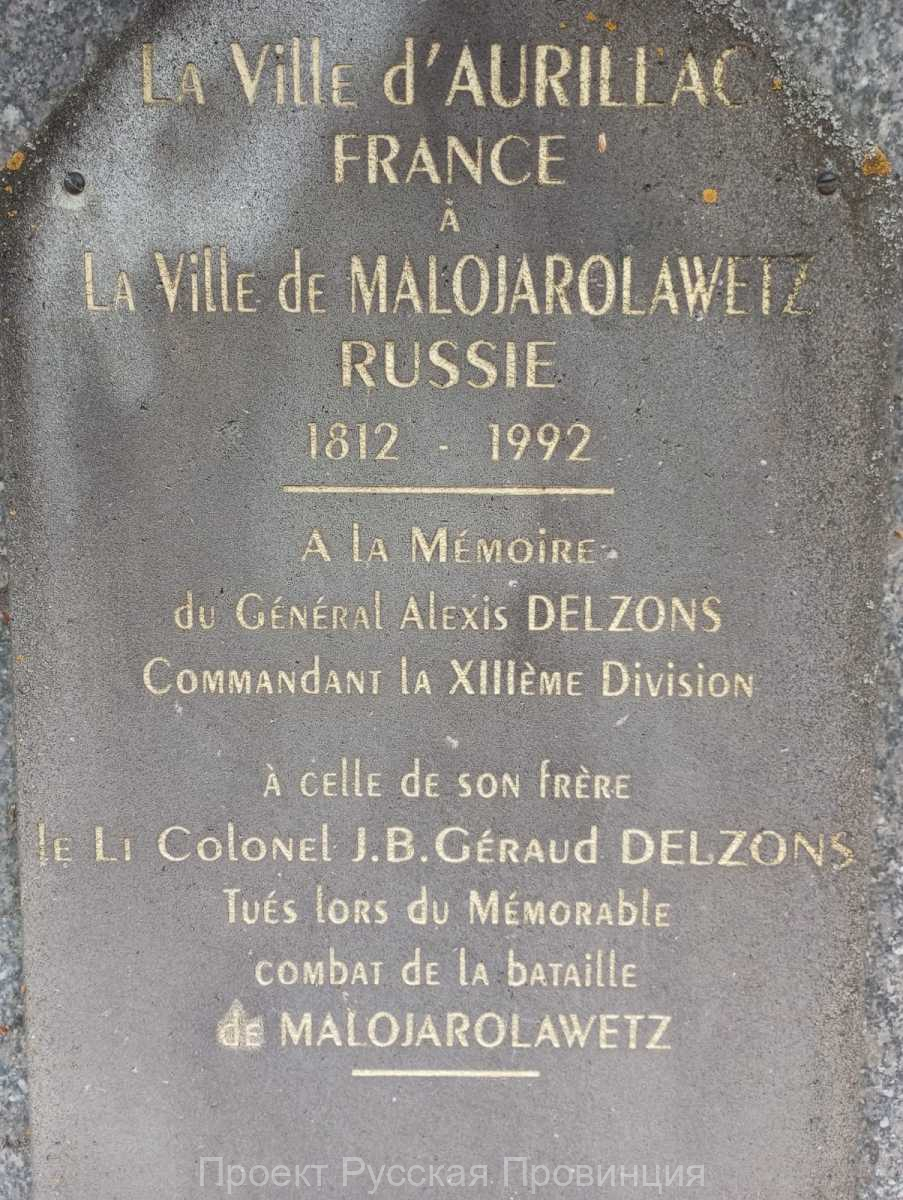 La Ville d'AURILLAC
FRANCE
à
La Ville de MALOJAROLAWETZ
RUSSIE
1812 - 1992
A la Mémoire
du Général Alexis DELZONS
Commandant la XIIIème Division
à celle de son frère
le Lt Colonel J.B.Géraud DELZONS
Tués lors du Mémorable
combat de la bataille
de MALOJAROLAWETZ
Проект Русская Провинция